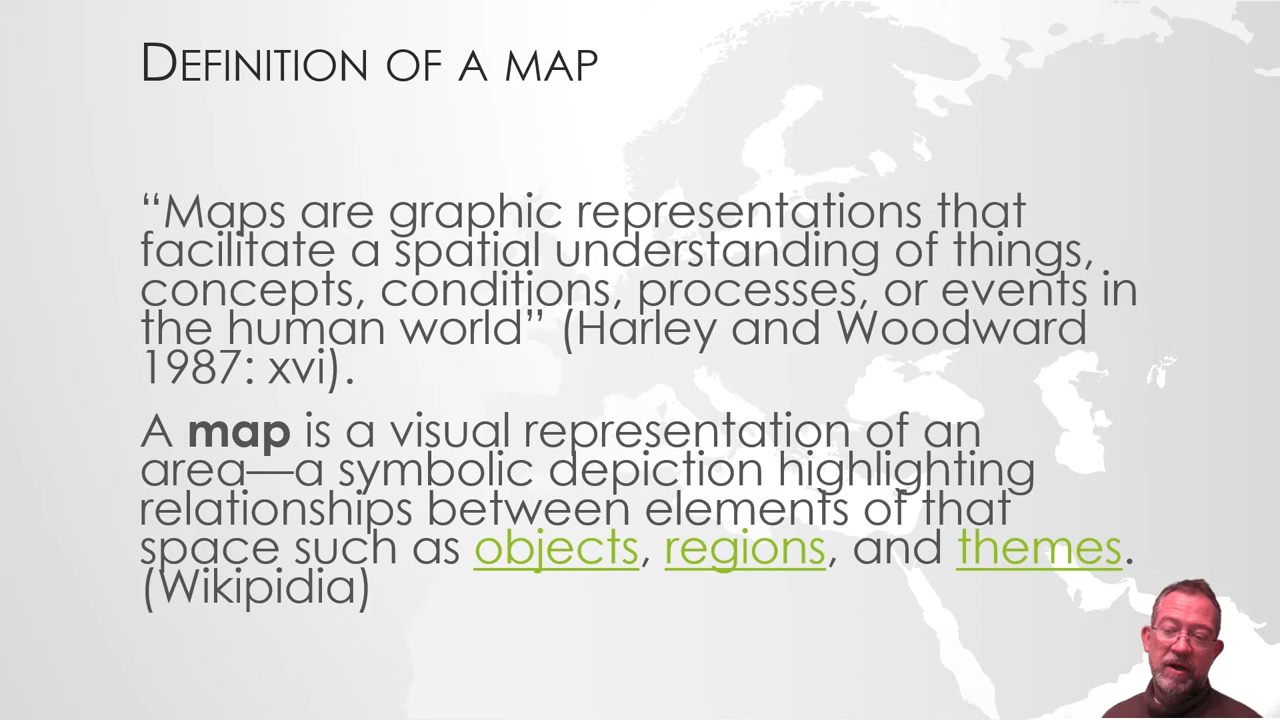 Definition of a map
“Maps are graphic representations that
facilitate a spatial understanding of things,
concepts, conditions, processes, or events in
the human world” (Harley and Woodward
1987: xvi).
A map is a visual representation of an
area—a symbolic depiction highlighting
relationships between elements of that
space such as objects, regions, and themes.
(Wikipidia)